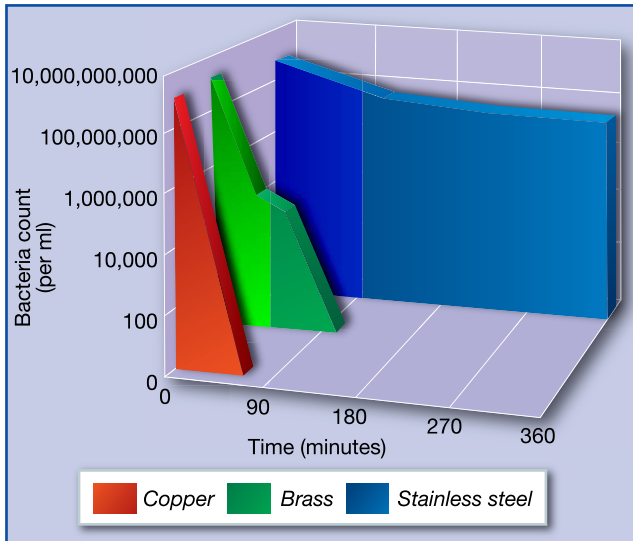 10,000,000,000
100,000,000
1,000,000
10,000
100
0
Bacteria count
(per ml)
0
90
180
270
360
Time (minutes)
Copper
Brass
Stainless steel